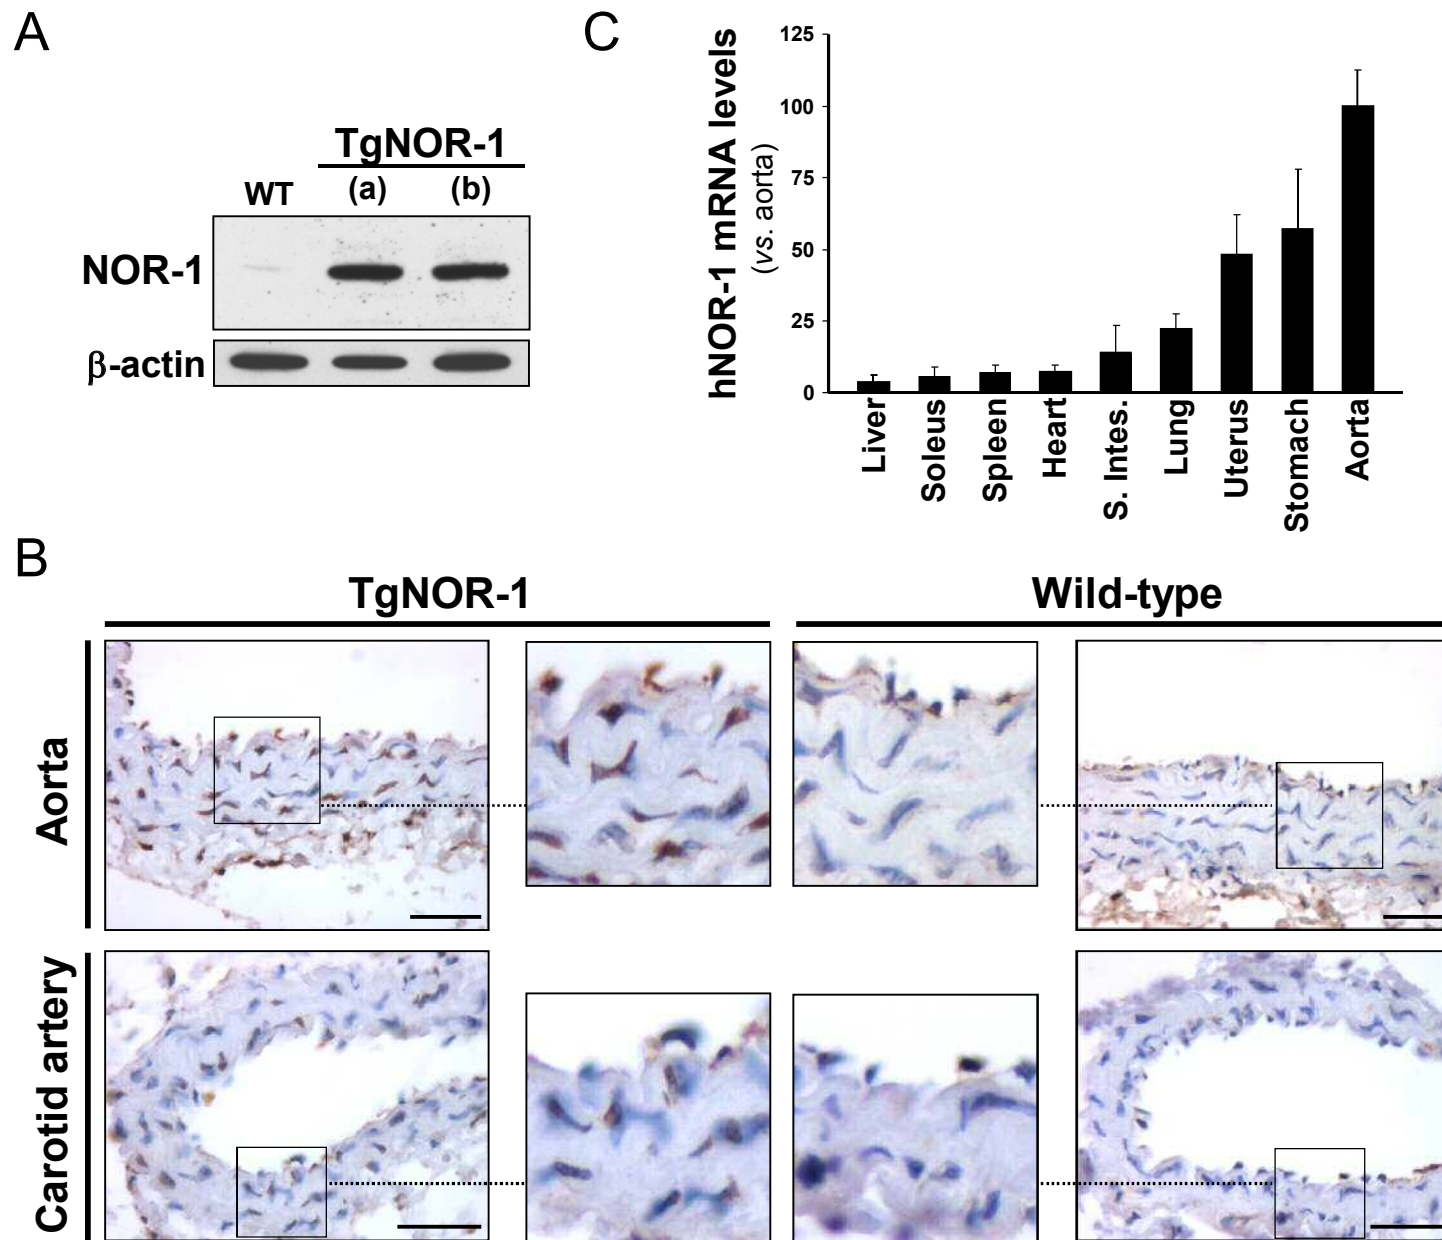 A
TgNOR-1
WT (a) (b)
NOR-1
β-actin
C
hNOR-1 mRNA levels
(vs. aorta)
125
100
75
50
25
0
Liver
Soleus
Spleen
Heart
S. Intes.
Lung
Uterus
Stomach
Aorta
B
TgNOR-1 Wild-type
Aorta
Carotid artery